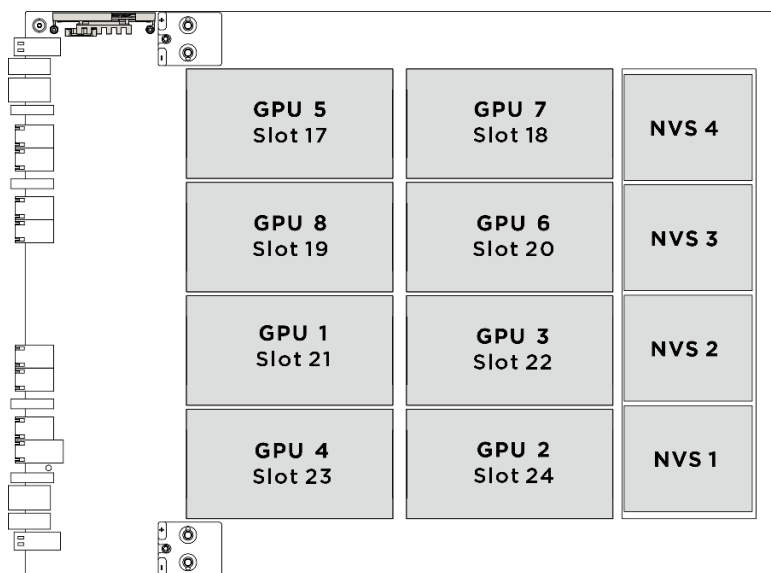 GPU 5
Slot 17
GPU 7
Slot 18
NVS 4
GPU 8
Slot 19
GPU 6
Slot 20
NVS 3
GPU 1
Slot 21
GPU 3
Slot 22
NVS 2
GPU 4
Slot 23
GPU 2
Slot 24
NVS 1